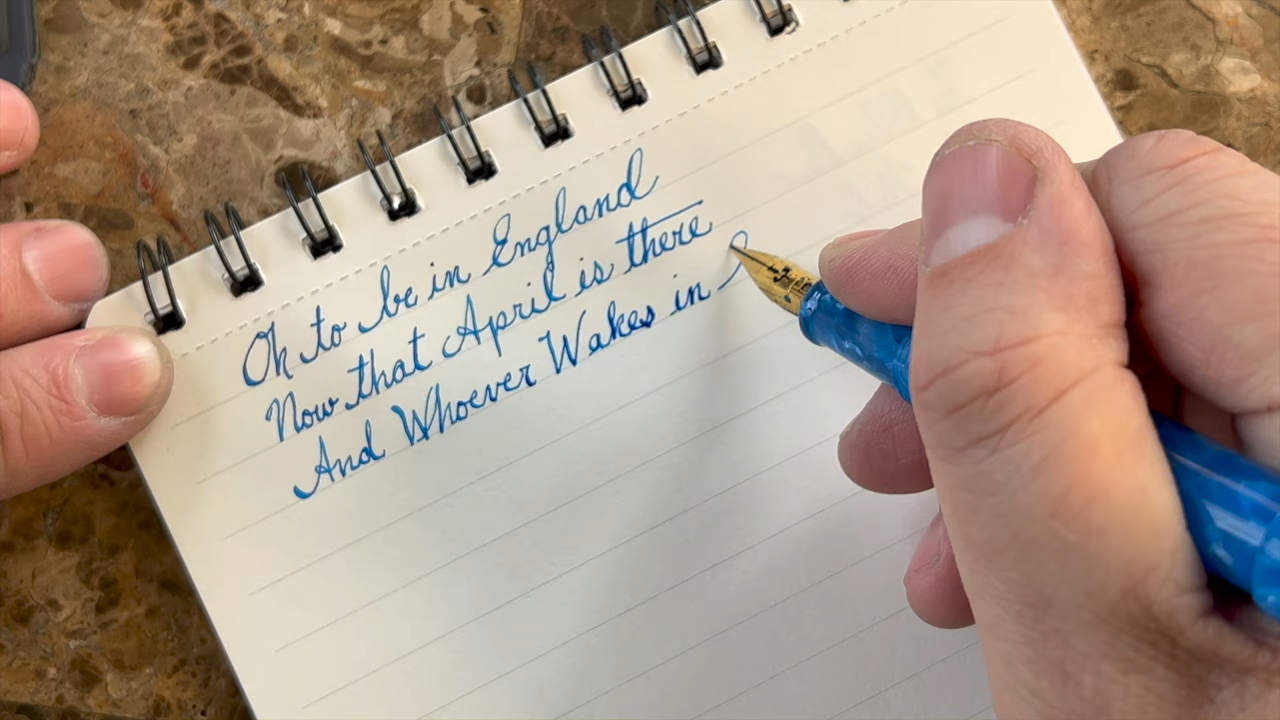 Oh to be in England
Now that April is there
And Whoever Wakes in